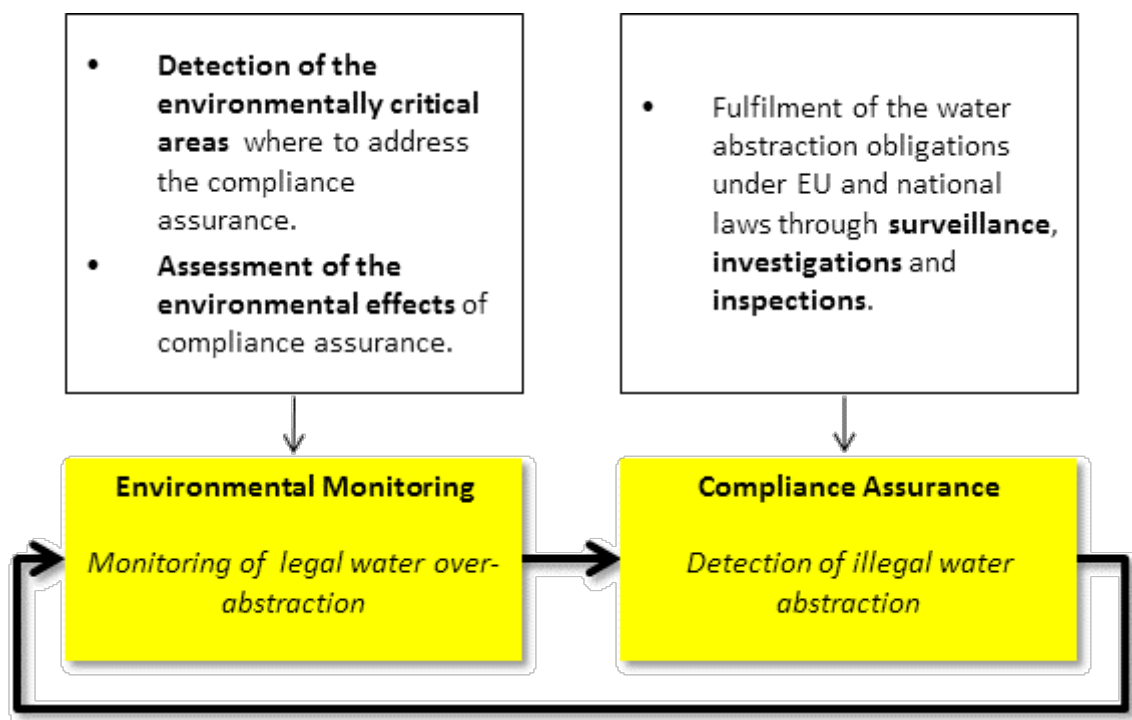 • Detection of the
environmentally critical
areas where to address
the compliance
assurance.
• Assessment of the
environmental effects of
compliance assurance.
• Fulfilment of the water
abstraction obligations
under EU and national
laws through surveillance,
investigations and
inspections.
Environmental Monitoring
Monitoring of legal water over-
abstraction
Compliance Assurance
Detection of illegal water
abstraction